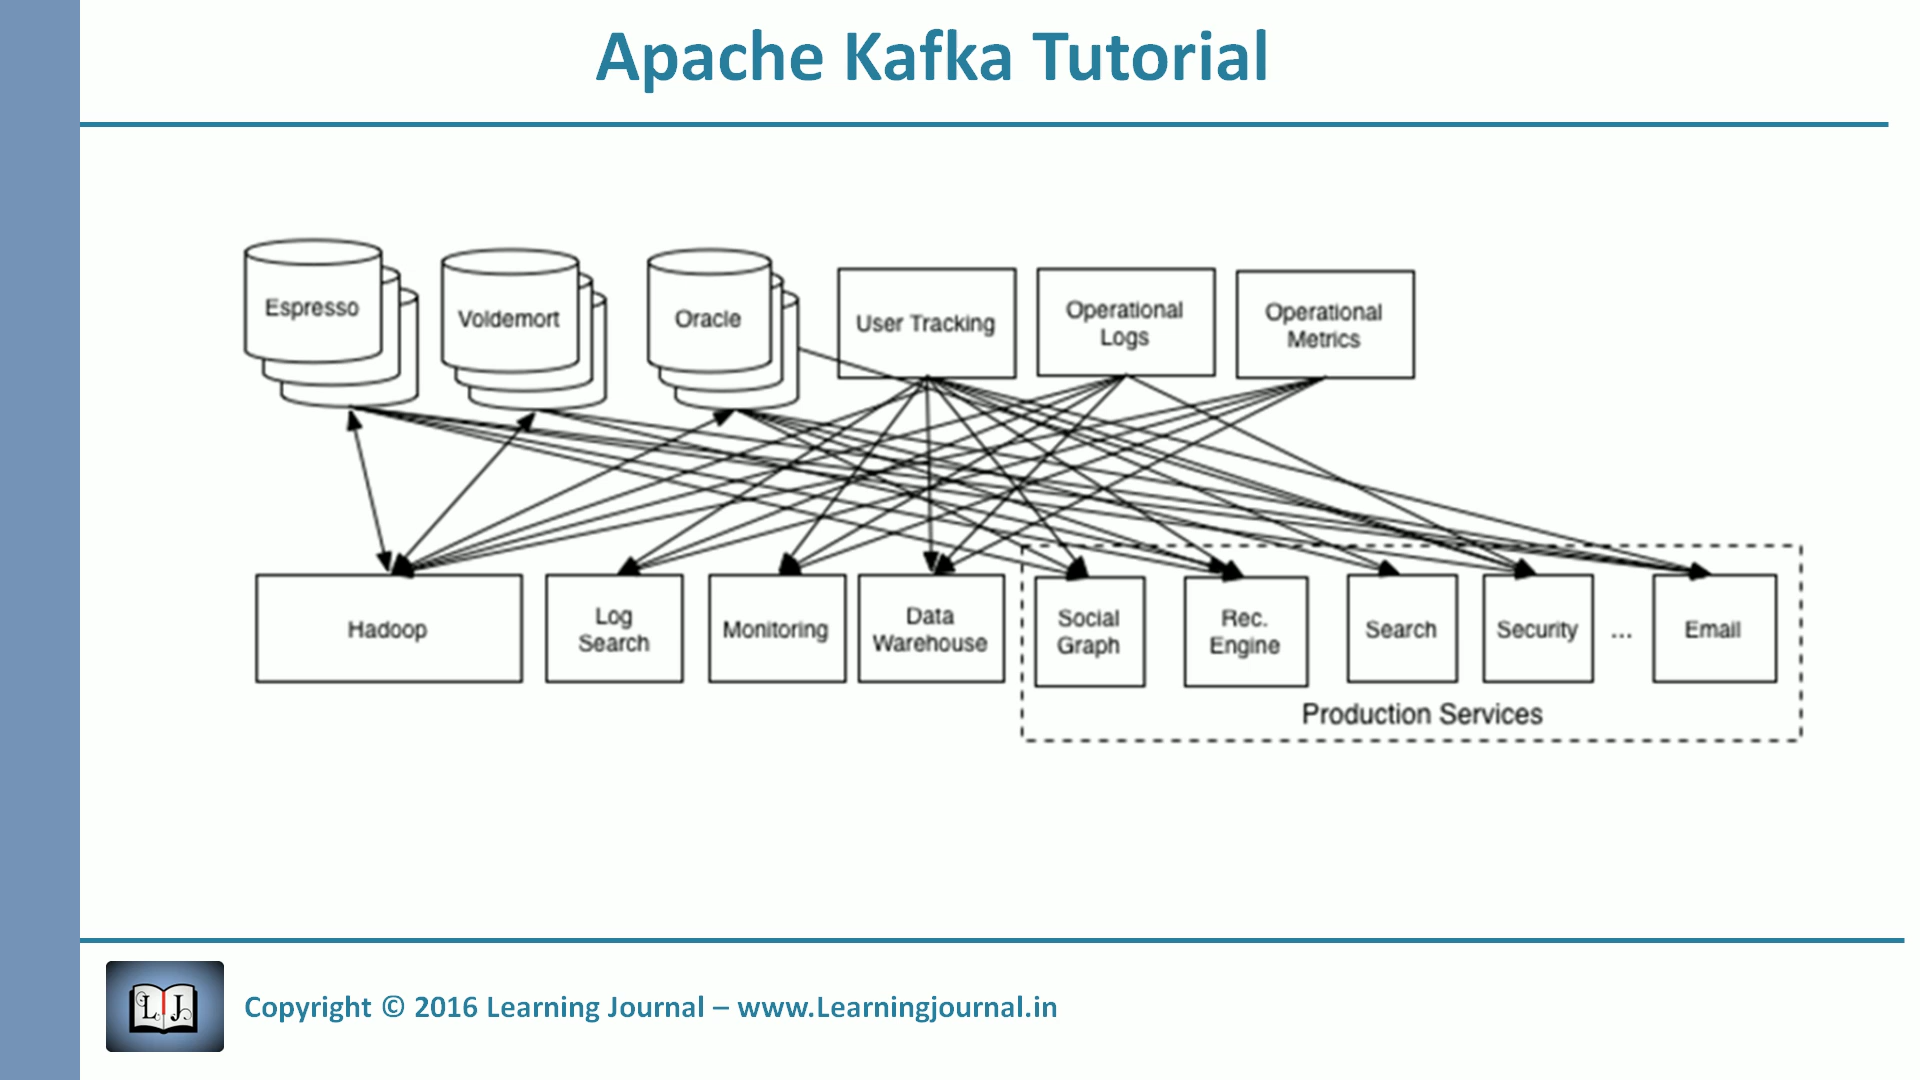 Apache Kafka Tutorial
Espresso
Voldemort
Oracle
User Tracking
Operational
Logs
Operational
Metrics
Hadoop
Log
Search
Monitoring
Data
Warehouse
Social
Graph
Rec.
Engine
Search
Security
...
Email
Production Services
L J
Copyright © 2016 Learning Journal – www.Learningjournal.in